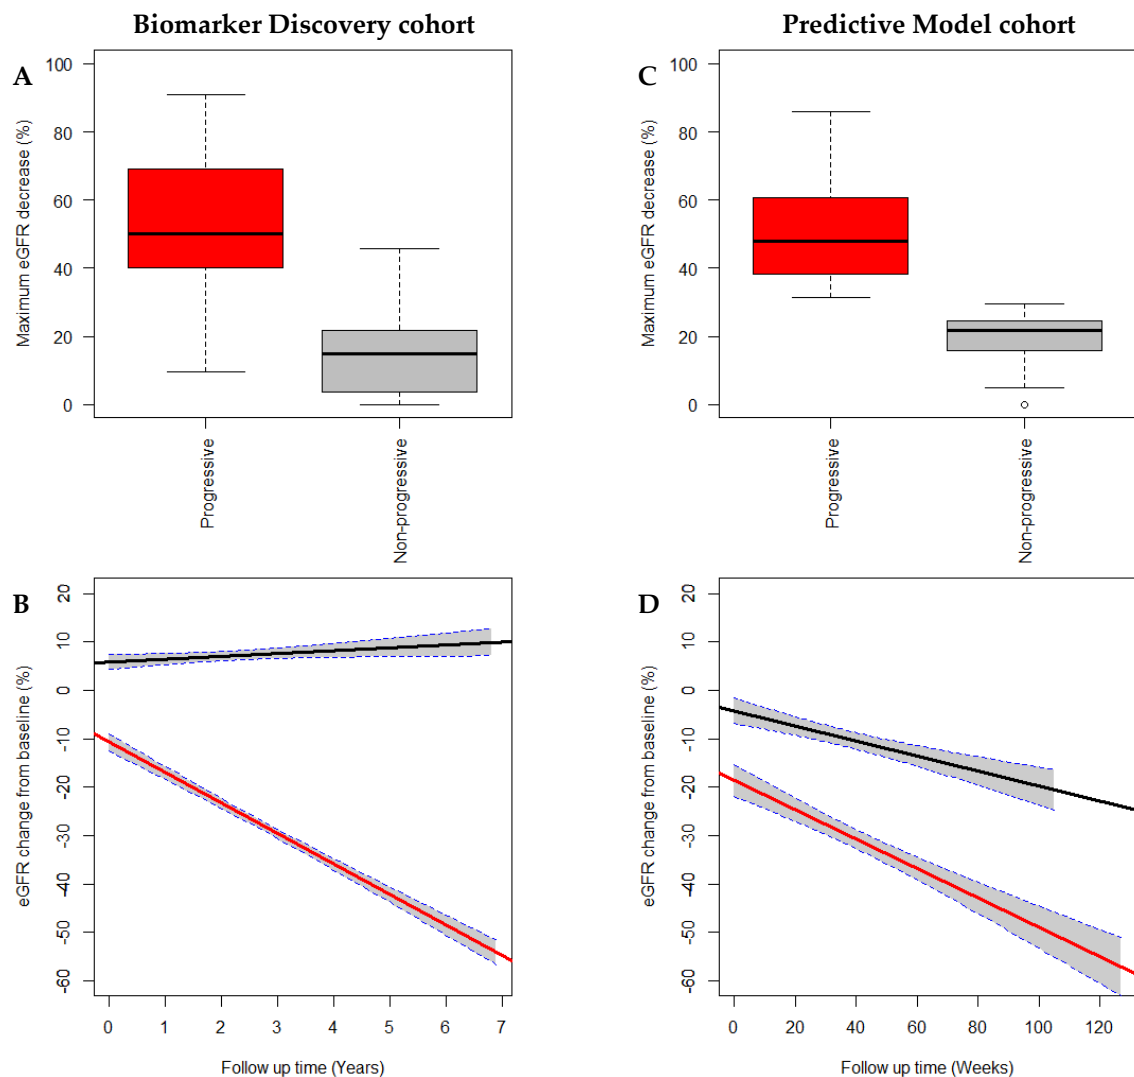 Biomarker Discovery cohort
Predictive Model cohort
A
Maximum eGFR decrease (%)
100
80
60
40
20
0
Progressive
Non-progressive
C
Maximum eGFR decrease (%)
100
80
60
40
20
0
Progressive
Non-progressive
B
eGFR change from baseline (%)
20
10
0
-10
-20
-30
-40
-50
-60
0 1 2 3 4 5 6 7
Follow up time (Years)
D
eGFR change from baseline (%)
20
10
0
-10
-20
-30
-40
-50
-60
0 20 40 60 80 100 120
Follow up time (Weeks)